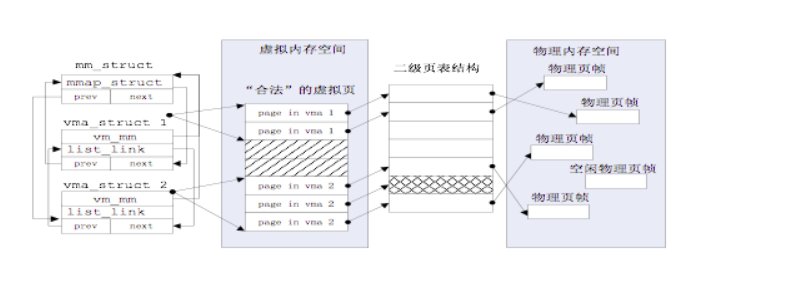 mm_struct
mmap_struct
prev next
vma_struct 1
vm_mm
list_link
prev next
vma_struct 2
vm_mm
list_link
prev next
虚拟内存空间
“合法”的虚拟页
page in vma 1
page in vma 1
page in vma 2
page in vma 2
page in vma 2
二级页表结构
物理内存空间
物理页帧
物理页帧
物理页帧
空闲物理页帧
物理页帧